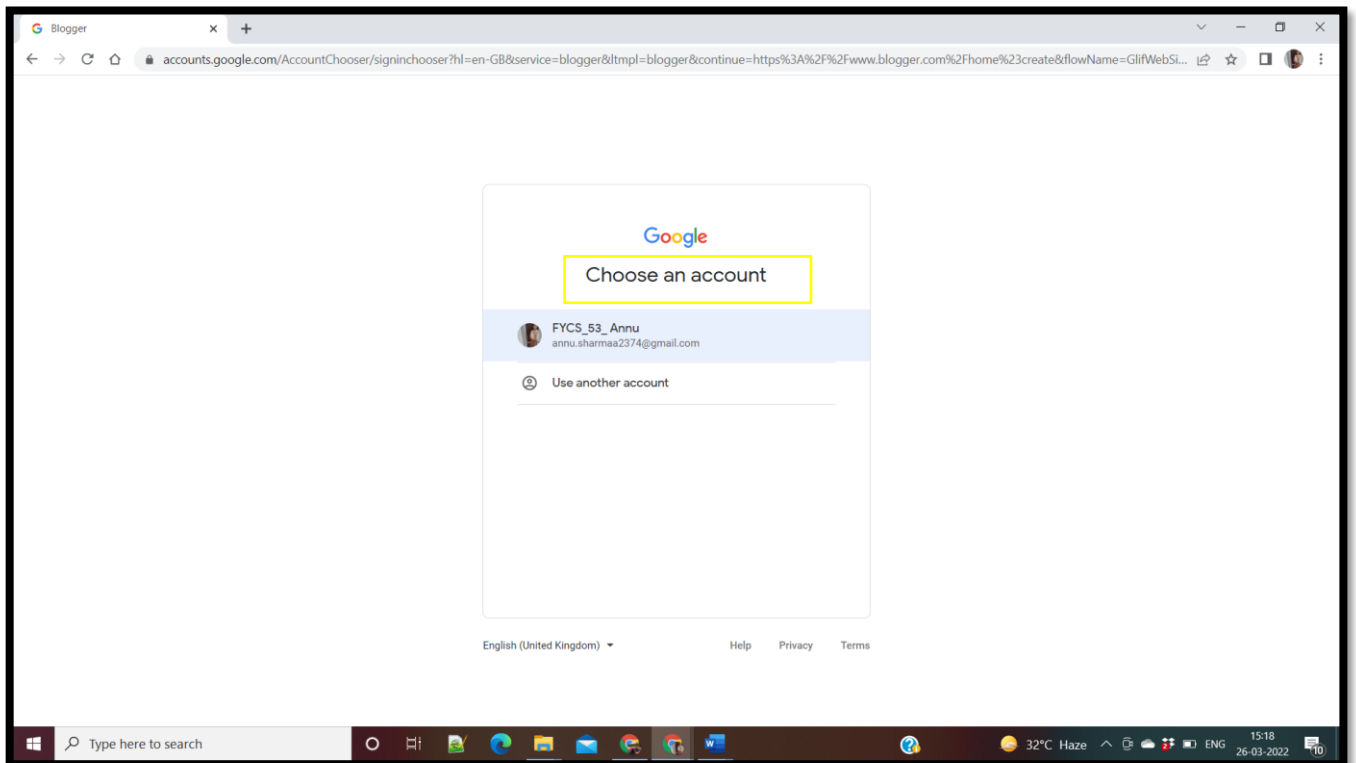 Blogger
accounts.google.com/AccountChooser/signinchooser?hl=en-GB&service=blogger&ltmpl=blogger&continue=https%3A%2F%2Fwww.blogger.com%2Fhome%23create&flowName=GlifWebSi...
Google
Choose an account
FYCS_53_ Annu
annu.sharmaa2374@gmail.com
Use another account
English (United Kingdom) Help Privacy Terms
Type here to search
32°C Haze ENG
15:18
26-03-2022
10